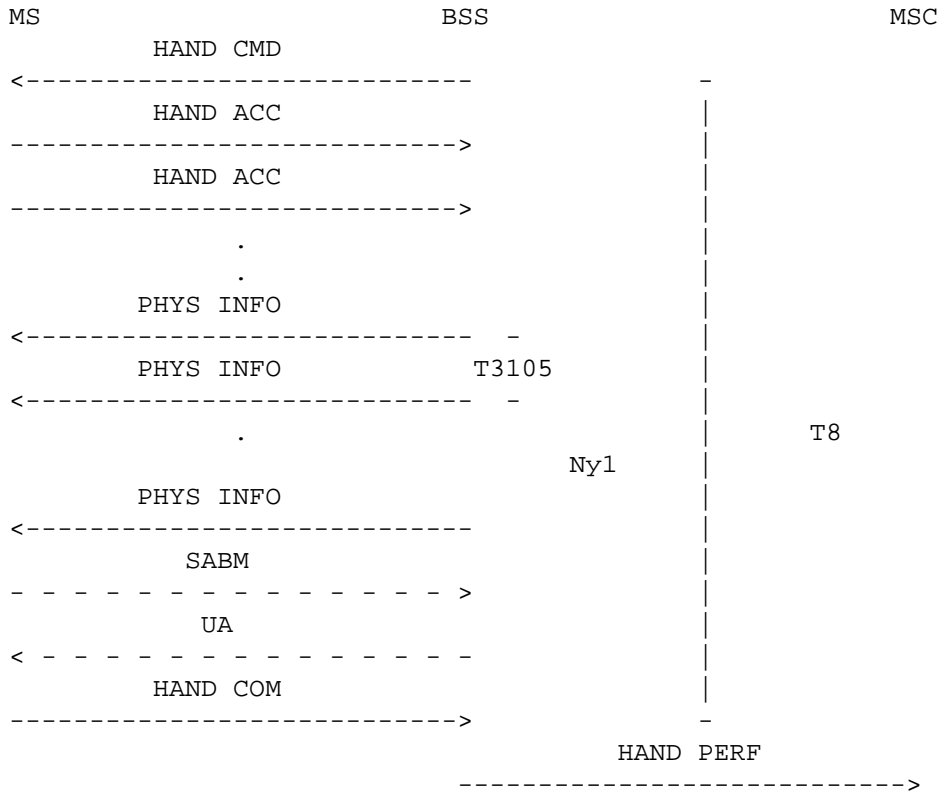 MS BSS MSC
HAND CMD
<---------------------------- -
HAND ACC |
----------------------------> |
HAND ACC |
----------------------------> |
. |
. |
PHYS INFO |
<---------------------------- - |
PHYS INFO T3105 |
<---------------------------- - |
. | T8
Ny1 |
PHYS INFO |
<---------------------------- |
SABM |
- - - - - - - - - - - - - - > |
UA |
< - - - - - - - - - - - - - - |
HAND COM |
----------------------------> -
HAND PERF
---------------------------->